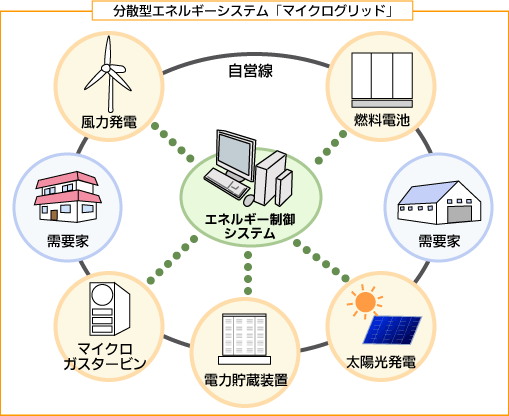 分散型エネルギーシステム「マイクログリッド」
自営線
風力発電
燃料電池
エネルギー制御
システム
需要家
需要家
マイクロ
ガスタービン
電力貯蔵装置
太陽光発電